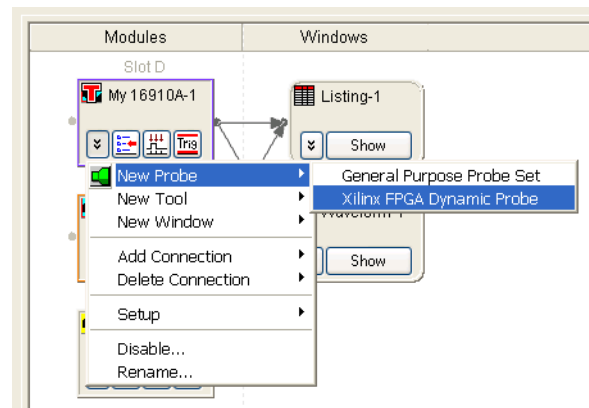 Modules Windows
Slot D
My 16910A-1 Listing-1
Trig Show
New Probe General Purpose Probe Set
New Tool Xilinx FPGA Dynamic Probe
New Window
Add Connection Show
Delete Connection
Setup
Disable...
Rename...